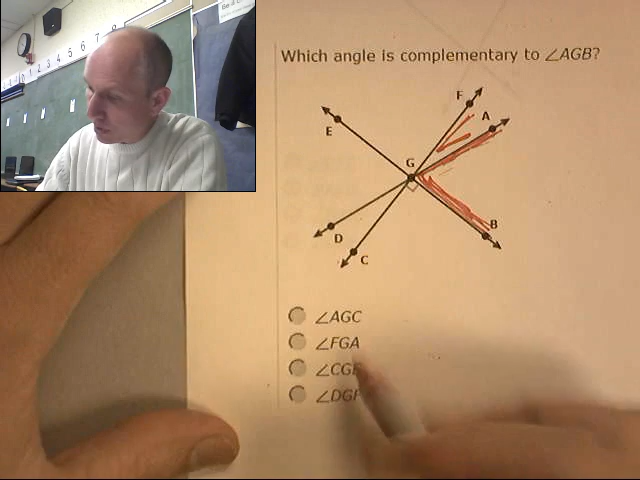 Which angle is complementary to ∠AGB?
F
A
E
G
B
D
C
∠AGC
∠FGA